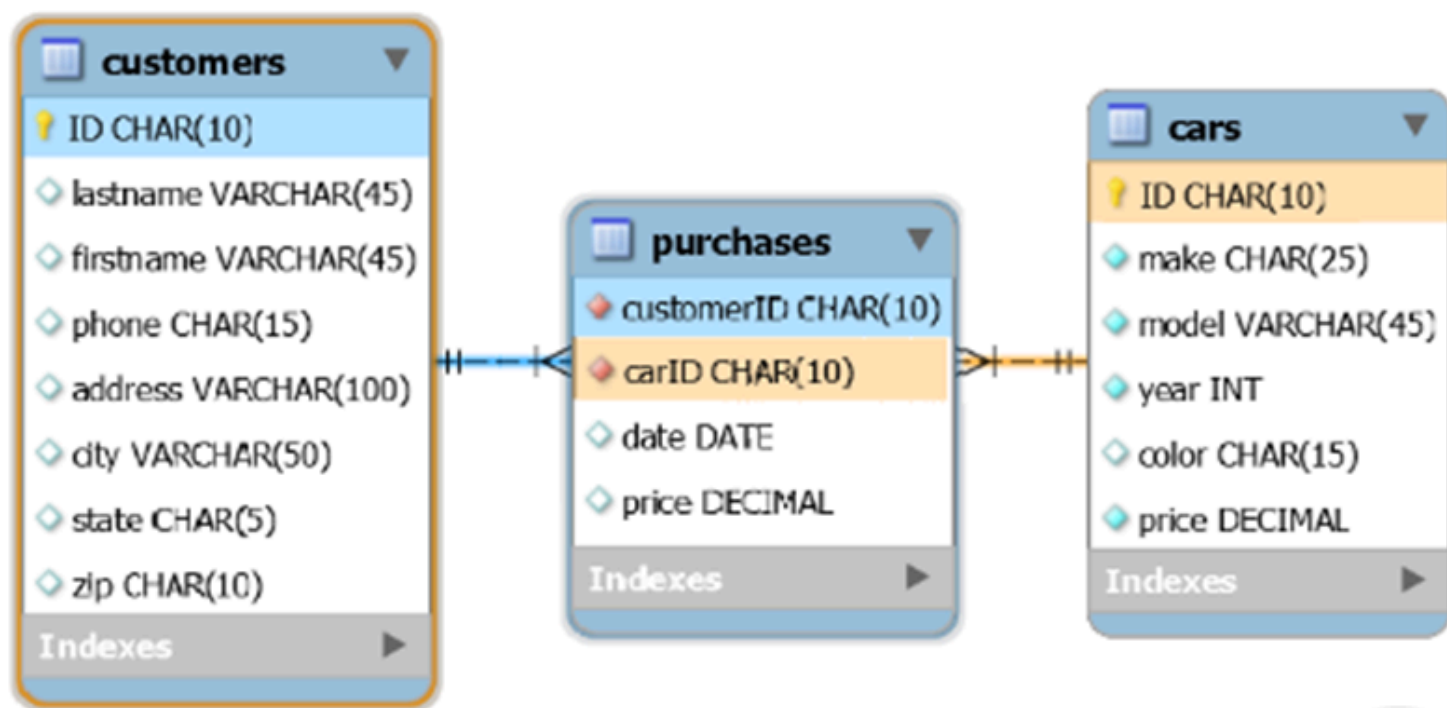 customers
ID CHAR(10)
lastname VARCHAR(45)
firstname VARCHAR(45)
phone CHAR(15)
address VARCHAR(100)
city VARCHAR(50)
state CHAR(5)
zip CHAR(10)
Indexes
purchases
customerID CHAR(10)
carID CHAR(10)
date DATE
price DECIMAL
Indexes
cars
ID CHAR(10)
make CHAR(25)
model VARCHAR(45)
year INT
color CHAR(15)
price DECIMAL
Indexes